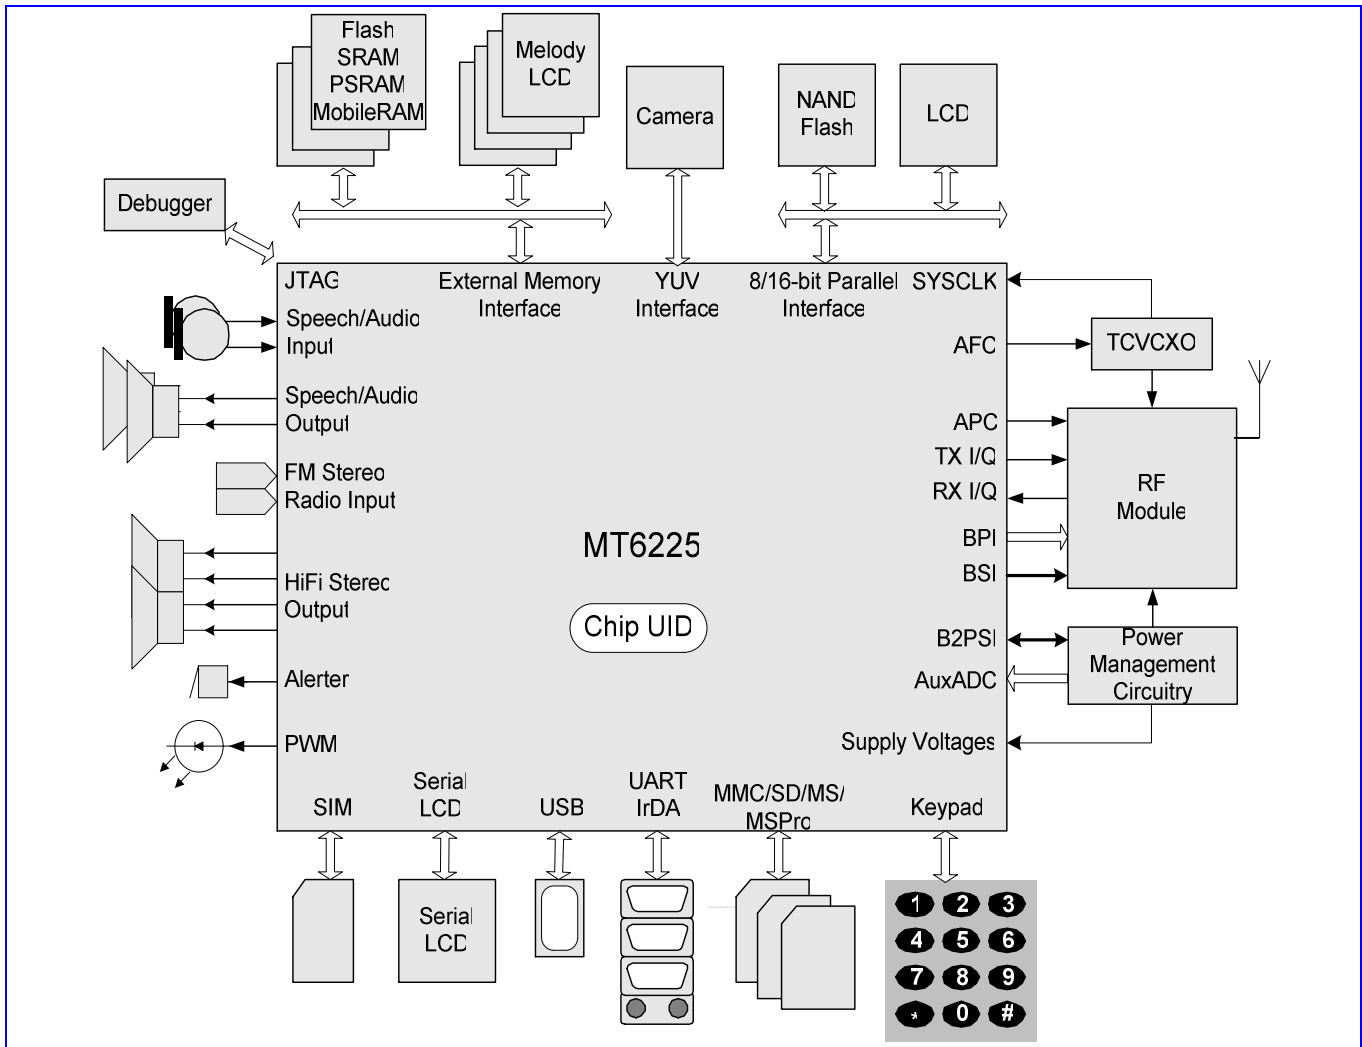 Flash
SRAM
PSRAM
MobileRAM
Melody
LCD
Camera
NAND
Flash
LCD
Debugger
JTAG
External Memory
Interface
YUV
Interface
8/16-bit Parallel
Interface
SYSCLK
Speech/Audio
Input
AFC
TCVCXO
Speech/Audio
Output
APC
TX I/Q
RX I/Q
RF
Module
FM Stereo
Radio Input
BPI
BSI
MT6225
HiFi Stereo
Output
Chip UID
B2PSI
AuxADC
Power
Management
Circuitry
Alerter
PWM
Supply Voltages
SIM
Serial
LCD
USB
UART
IrDA
MMC/SD/MS/
MSPro
Keypad
Serial
LCD
1 2 3
4 5 6
7 8 9
* 0 #